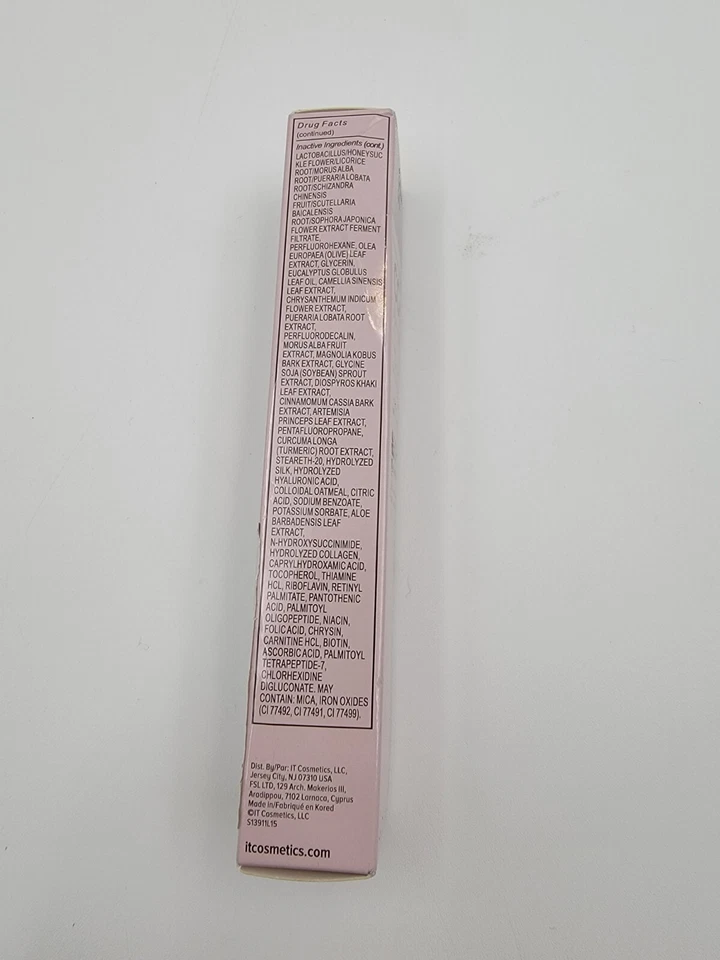 Drug Facts
(continued)
Inactive Ingredients (cont.)
LACTOBACILLUS/HONEYSUC
KLE FLOWER/LICORICE
ROOT/MORUS ALBA
ROOT/PUERARIA LOBATA
ROOT/SCHIZANDRA
CHINENSIS
FRUIT/SCUTELLARIA
BAICALENSIS
ROOT/SOPHORA JAPONICA
FLOWER EXTRACT FERMENT
FILTRATE,
PERFLUOROHEXANE, OLEA
EUROPAEA (OLIVE) LEAF
EXTRACT, GLYCERIN,
EUCALYPTUS GLOBULUS
LEAF OIL, CAMELLIA SINENSIS
LEAF EXTRACT,
CHRYSANTHEMUM INDICUM
FLOWER EXTRACT,
PUERARIA LOBATA ROOT
EXTRACT,
PERFLUORODECALIN,
MORUS ALBA FRUIT
EXTRACT, MAGNOLIA KOBUS
BARK EXTRACT, GLYCINE
SOJA (SOYBEAN) SPROUT
EXTRACT, DIOSPYROS KHAKI
LEAF EXTRACT,
CINNAMOMUM CASSIA BARK
EXTRACT, ARTEMISIA
PRINCEPS LEAF EXTRACT,
PENTAFLUOROPROPANE,
CURCUMA LONGA
(TURMERIC) ROOT EXTRACT,
STEARETH-20, HYDROLYZED
SILK, HYDROLYZED
HYALURONIC ACID,
COLLOIDAL OATMEAL, CITRIC
ACID, SODIUM BENZOATE,
POTASSIUM SORBATE, ALOE
BARBADENSIS LEAF
EXTRACT,
N-HYDROXYSUCCINIMIDE,
HYDROLYZED COLLAGEN,
CAPRYLHYDROXAMIC ACID,
TOCOPHEROL, THIAMINE
HCL, RIBOFLAVIN, RETINYL
PALMITATE, PANTOTHENIC
ACID, PALMITOYL
OLIGOPEPTIDE, NIACIN,
FOLIC ACID, CHRYSIN,
CARNITINE HCL, BIOTIN,
ASCORBIC ACID, PALMITOYL
TETRAPEPTIDE-7,
CHLORHEXIDINE
DIGLUCONATE. MAY
CONTAIN: MICA, IRON OXIDES
(CI 77492, CI 77491, CI 77499).
Dist. By/Par: IT Cosmetics, LLC,
Jersey City, NJ 07310 USA
FSL LTD, 129 Arch. Makarios III,
Aradippou, 7102 Larnaca, Cyprus
Made in/Fabriqué en Korea
©IT Cosmetics, LLC
S13911L15
itcosmetics.com